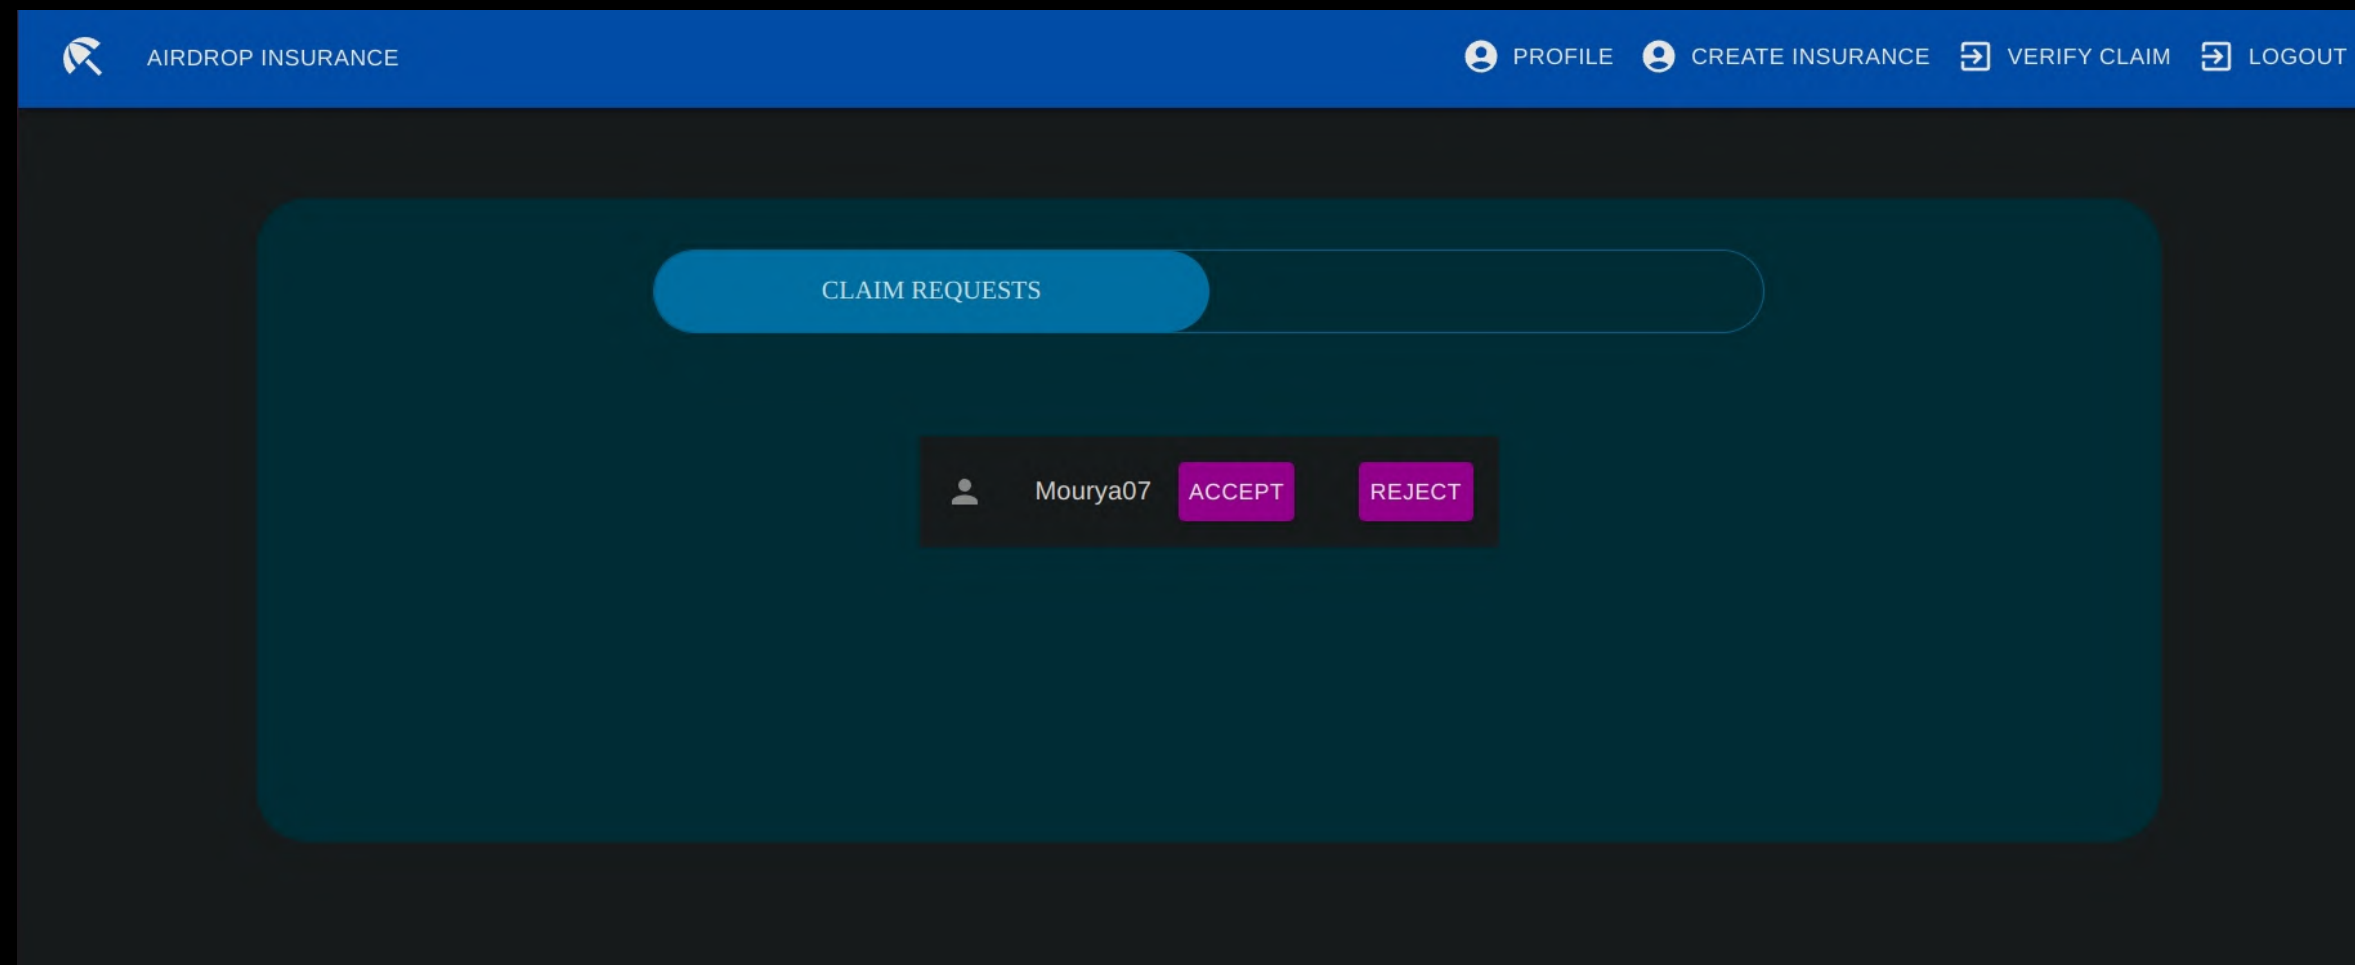 AIRDROP INSURANCE
PROFILE
CREATE INSURANCE
VERIFY CLAIM
LOGOUT
CLAIM REQUESTS
Mourya07
ACCEPT
REJECT